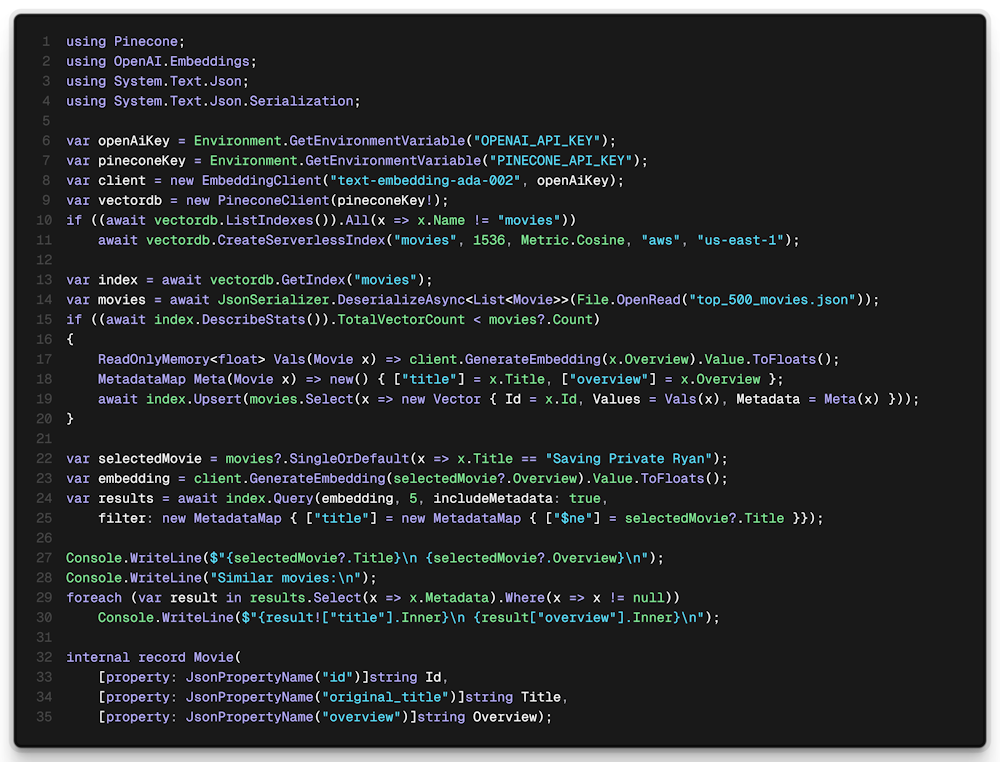 1 using Pinecone;
2 using OpenAI.Embeddings;
3 using System.Text.Json;
4 using System.Text.Json.Serialization;
5
6 var openAiKey = Environment.GetEnvironmentVariable("OPENAI_API_KEY");
7 var pineconeKey = Environment.GetEnvironmentVariable("PINECONE_API_KEY");
8 var client = new EmbeddingClient("text-embedding-ada-002", openAiKey);
9 var vectordb = new PineconeClient(pineconeKey!);
10 if ((await vectordb.ListIndexes()).All(x => x.Name != "movies"))
11     await vectordb.CreateServerlessIndex("movies", 1536, Metric.Cosine, "aws", "us-east-1");
12
13 var index = await vectordb.GetIndex("movies");
14 var movies = await JsonSerializer.DeserializeAsync<List<Movie>>(File.OpenRead("top_500_movies.json"));
15 if ((await index.DescribeStats()).TotalVectorCount < movies?.Count)
16 {
17     ReadOnlyMemory<float> Vals(Movie x) => client.GenerateEmbedding(x.Overview).Value.ToFloats();
18     MetadataMap Meta(Movie x) => new() { ["title"] = x.Title, ["overview"] = x.Overview };
19     await index.Upsert(movies.Select(x => new Vector { Id = x.Id, Values = Vals(x), Metadata = Meta(x) }));
20 }
21
22 var selectedMovie = movies?.SingleOrDefault(x => x.Title == "Saving Private Ryan");
23 var embedding = client.GenerateEmbedding(selectedMovie?.Overview).Value.ToFloats();
24 var results = await index.Query(embedding, 5, includeMetadata: true,
25     filter: new MetadataMap { ["title"] = new MetadataMap { ["$ne"] = selectedMovie?.Title }});
26
27 Console.WriteLine($"{selectedMovie?.Title}\n {selectedMovie?.Overview}\n");
28 Console.WriteLine("Similar movies:\n");
29 foreach (var result in results.Select(x => x.Metadata).Where(x => x != null))
30     Console.WriteLine($"{result!["title"].Inner}\n {result["overview"].Inner}\n");
31
32 internal record Movie(
33     [property: JsonPropertyName("id")]string Id,
34     [property: JsonPropertyName("original_title")]string Title,
35     [property: JsonPropertyName("overview")]string Overview);